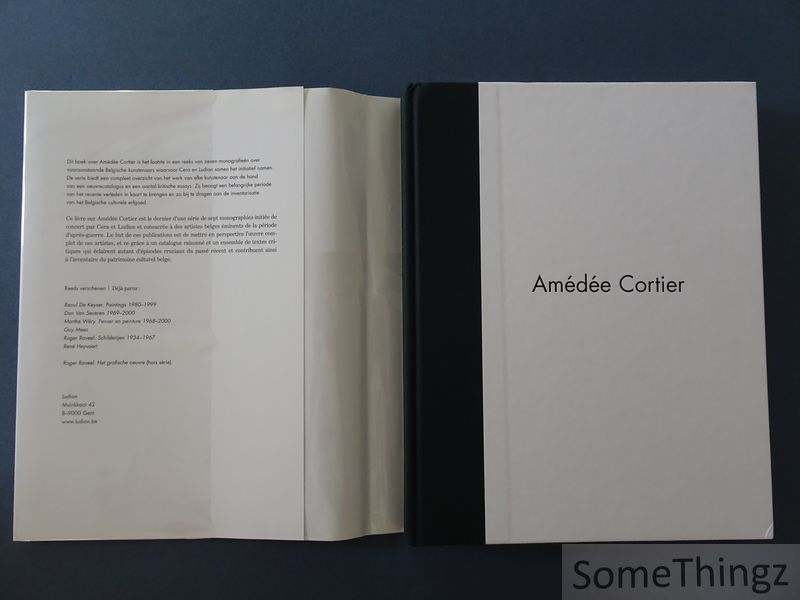 Dit boek over Amédée Cortier is het laatste in een reeks van zeven monografieën over
vooraanstaande Belgische kunstenaars waarvoor Cera en Ludion samen het initiatief namen.
De serie biedt een compleet overzicht van het werk van elke kunstenaar aan de hand
van een oeuvrecatalogus en een aantal kritische essays. Zij beoogt een belangrijke periode
van het recente verleden in kaart te brengen en zo bij te dragen aan de inventarisatie
van het Belgische culturele erfgoed.
Ce livre sur Amédée Cortier est le dernier d'une série de sept monographies initiée de
concert par Cera et Ludion et consacrée à des artistes belges éminents de la période
d'après-guerre. Le but de ces publications est de mettre en perspective l'œuvre com-
plet de ces artistes, et ce grâce à un catalogue raisonné et un ensemble de textes cri-
tiques qui éclairent autant d'épisodes cruciaux du passé récent et contribuent ainsi
à l'inventaire du patrimoine culturel belge.
Reeds verschenen | Déjà parus:
Raoul De Keyser. Paintings 1980–1999
Dan Van Severen 1969–2000
Marthe Wéry. Penser en peinture 1968–2000
Guy Mees
Roger Raveel. Schilderijen 1934–1967
René Heyvaert
Roger Raveel. Het grafische oeuvre (hors série)
Ludion
Muinkkaai 42
B–9000 Gent
www.ludion.be
Amédée Cortier
SomeThingz